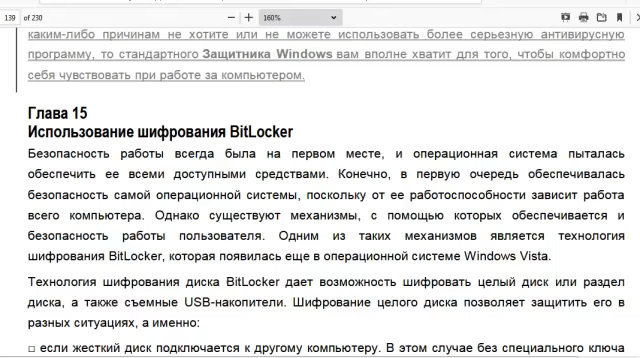 139 of 230
160%
каким-либо причинам не хотите или не можете использовать более серьезную антивирусную
программу, то стандартного Защитника Windows вам вполне хватит для того, чтобы комфортно
себя чувствовать при работе за компьютером.
Глава 15
Использование шифрования BitLocker
Безопасность работы всегда была на первом месте, и операционная система пыталась
обеспечить ее всеми доступными средствами. Конечно, в первую очередь обеспечивалась
безопасность самой операционной системы, поскольку от ее работоспособности зависит работа
всего компьютера. Однако существуют механизмы, с помощью которых обеспечивается и
безопасность работы пользователя. Одним из таких механизмов является технология
шифрования BitLocker, которая появилась еще в операционной системе Windows Vista.
Технология шифрования диска BitLocker дает возможность шифровать целый диск или раздел
диска, а также съемные USB-накопители. Шифрование целого диска позволяет защитить его в
разных ситуациях, а именно:
□ если жесткий диск подключается к другому компьютеру. В этом случае без специального ключа